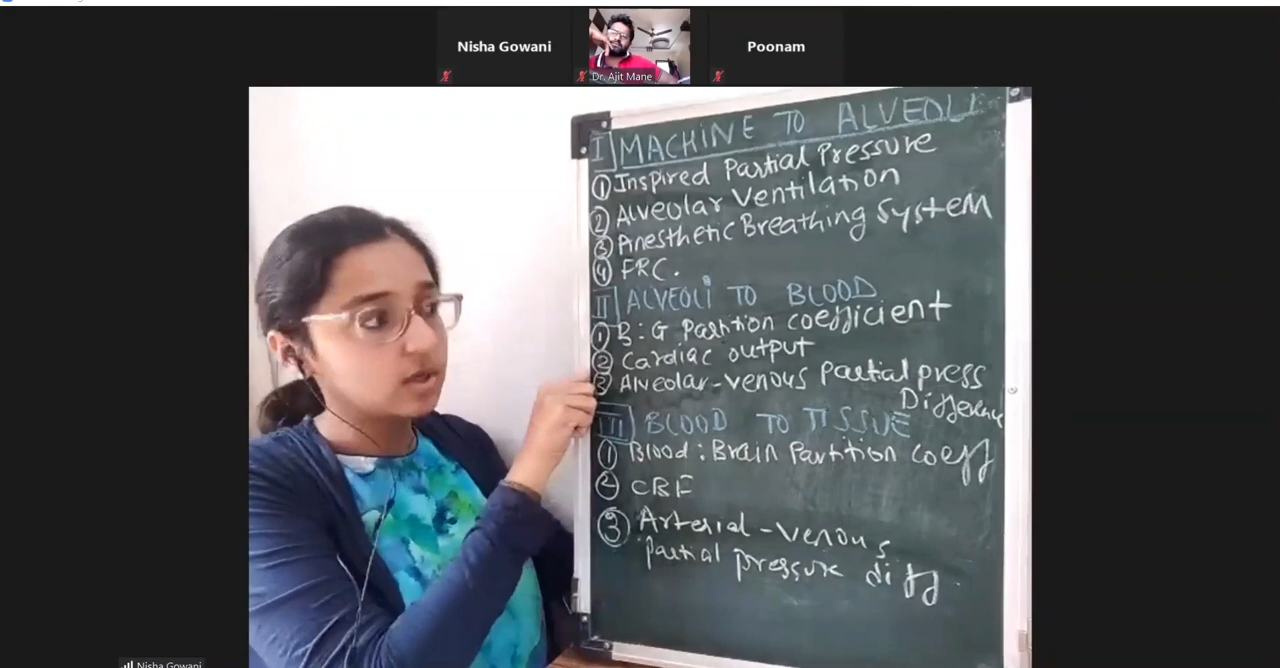 Nisha Gowani
Dr. Ajit Mane
Poonam
I MACHINE TO ALVEOLI
① Inspired Partial Pressure
② Alveolar Ventilation
③ Anesthetic Breathing System
④ FRC.
II ALVEOLI TO BLOOD
① B:G Partition coefficient
② Cardiac output
③ Alveolar-venous Partial press
Difference
III BLOOD TO TISSUE
① Blood : Brain Partition coeff
② CBF
③ Arterial-venous
partial pressure diff.
Nisha Gowani